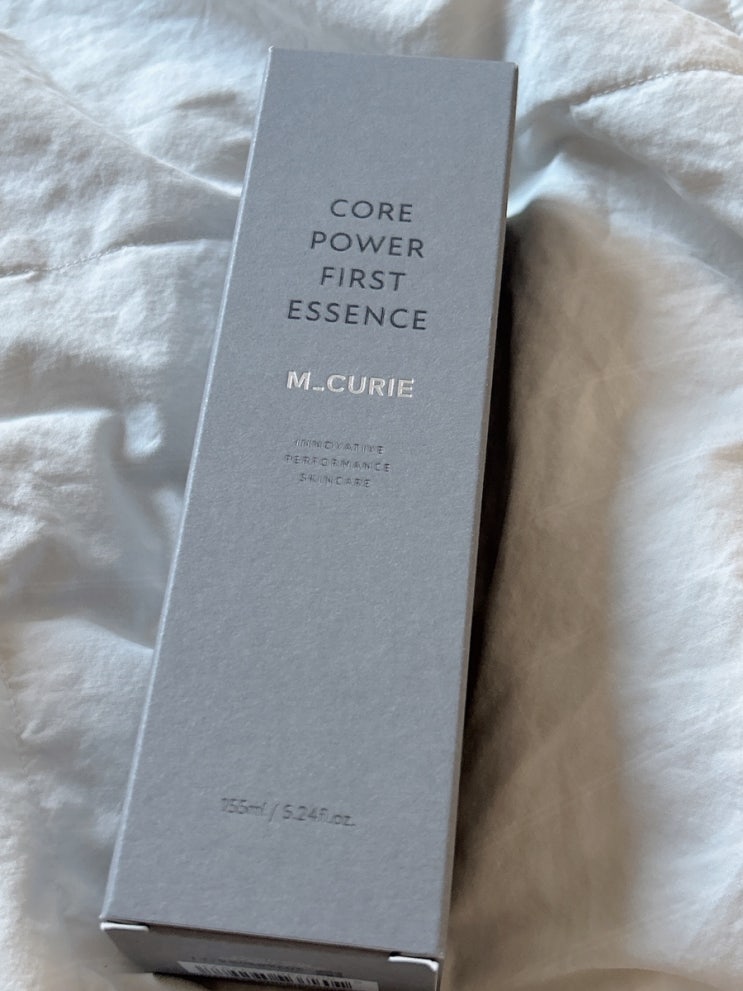 CORE
POWER
FIRST
ESSENCE
M_CURIE
INNOVATIVE
PERFORMANCE
SKINCARE
155ml / 5.24fl.oz.